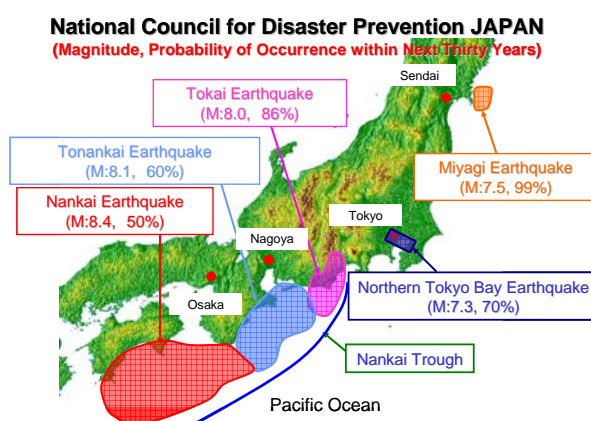 National Council for Disaster Prevention JAPAN
(Magnitude, Probability of Occurrence within Next Thirty Years)
Sendai
Tokai Earthquake
(M:8.0, 86%)
Tonankai Earthquake
(M:8.1, 60%)
Miyagi Earthquake
(M:7.5, 99%)
Nankai Earthquake
(M:8.4, 50%)
Tokyo
Nagoya
Osaka
Northern Tokyo Bay Earthquake
(M:7.3, 70%)
Nankai Trough
Pacific Ocean